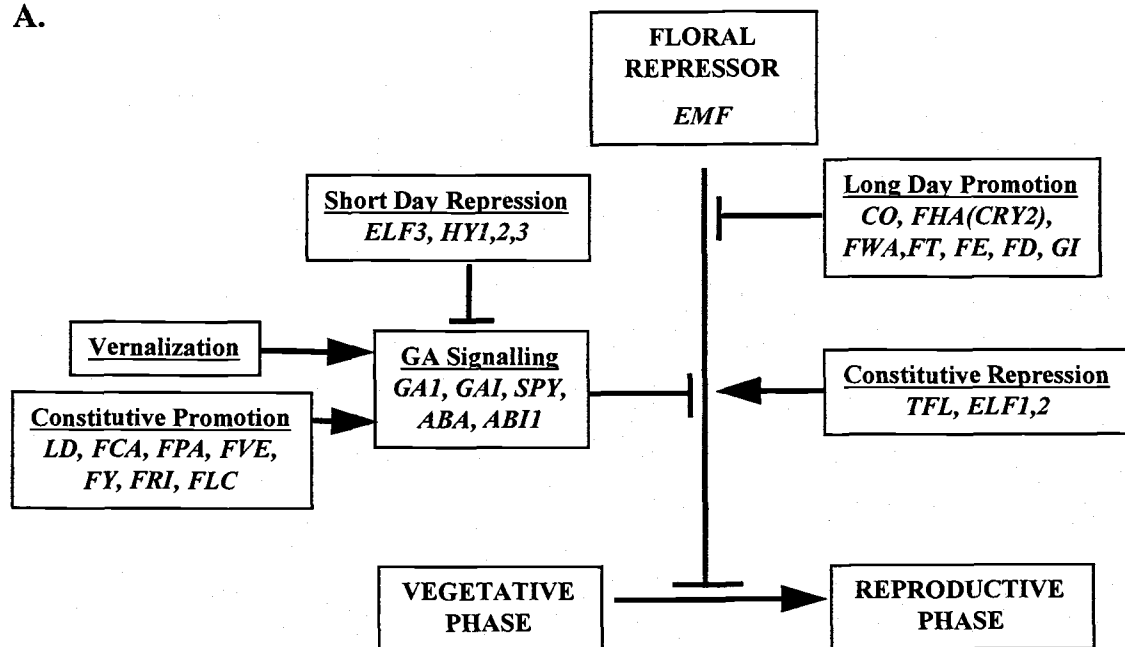 A.
FLORAL
REPRESSOR
EMF
Short Day Repression
ELF3, HY1,2,3
Long Day Promotion
CO, FHA(CRY2),
FWA,FT, FE, FD, GI
Vernalization
GA Signalling
GA1, GAI, SPY,
ABA, ABI1
Constitutive Repression
TFL, ELF1,2
Constitutive Promotion
LD, FCA, FPA, FVE,
FY, FRI, FLC
VEGETATIVE
PHASE
REPRODUCTIVE
PHASE